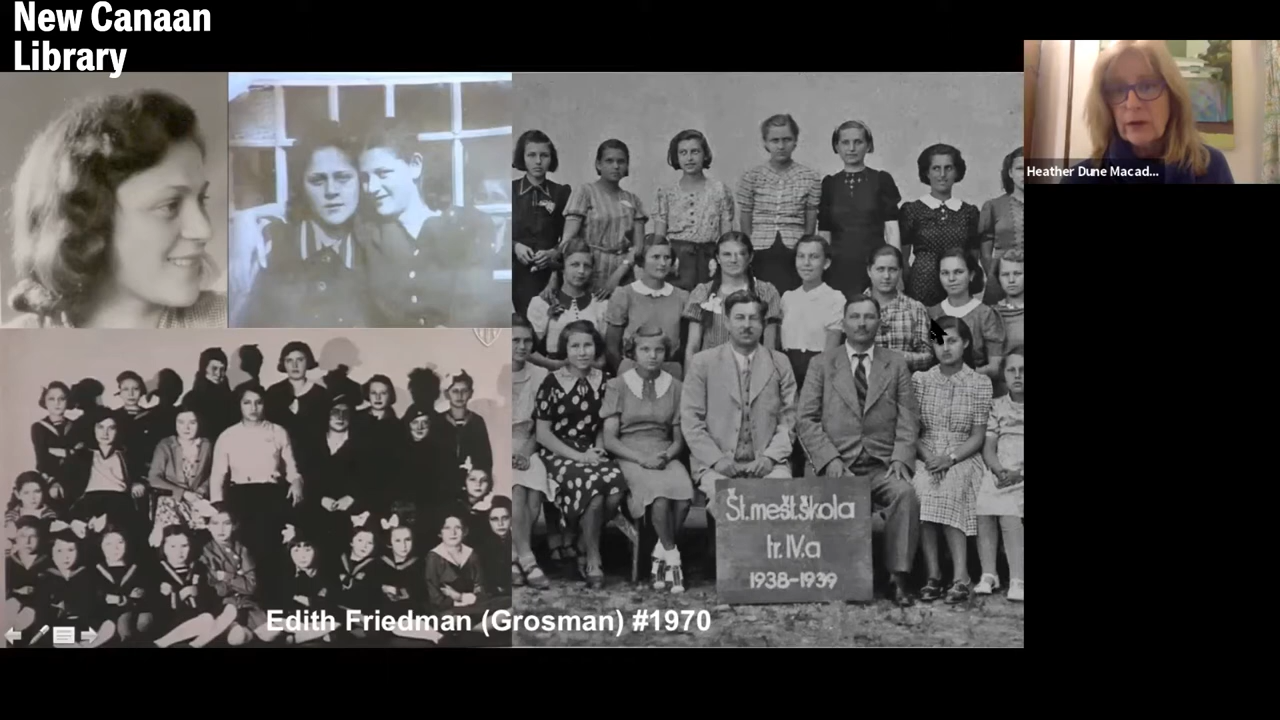 New Canaan
Library
Heather Dune Macad...
Št.mešt.škola
tr.IV.a
1938-1939
Edith Friedman (Grosman) #1970